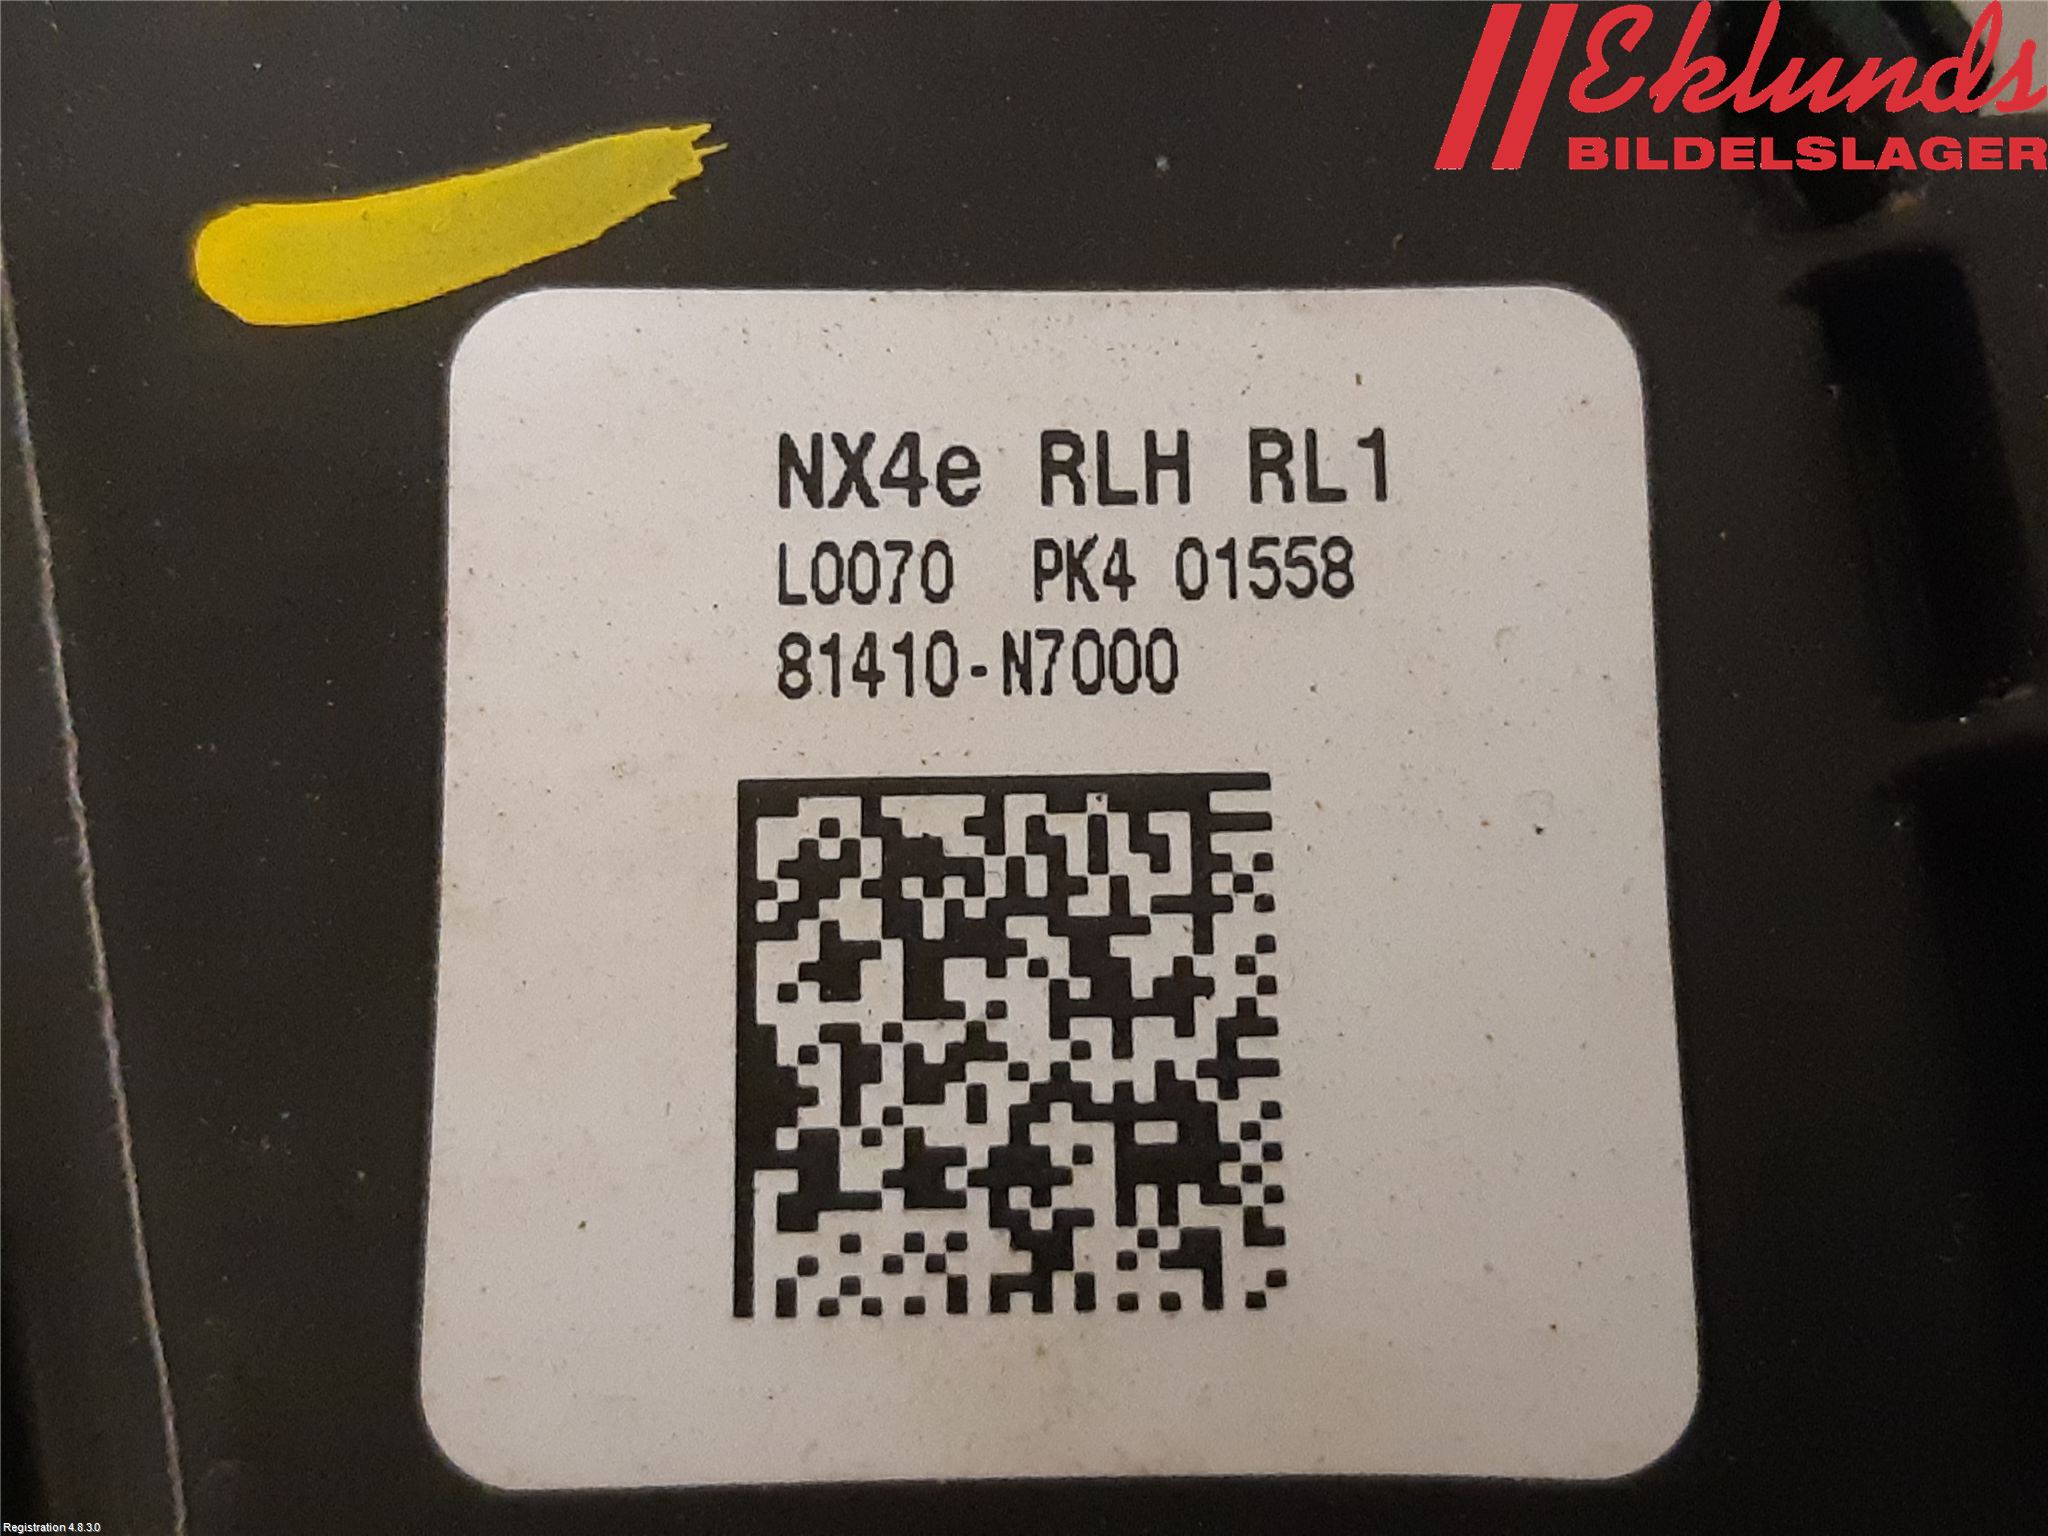 Eklunds
BILDELSLAGER
NX4e RLH RL1
L0070 PK4 01558
81410-N7000
Registration 4.8.3.0